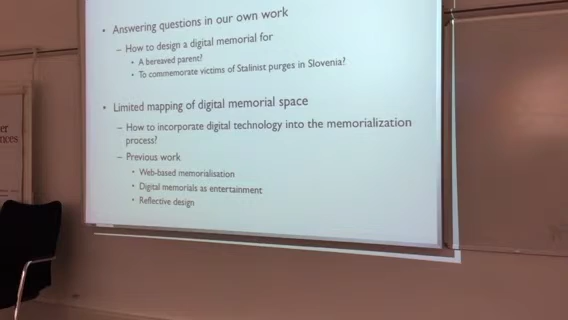 • Answering questions in our own work
– How to design a digital memorial for
• A bereaved parent?
• To commemorate victims of Stalinist purges in Slovenia?
• Limited mapping of digital memorial space
– How to incorporate digital technology into the memorialization
process?
– Previous work
• Web-based memorialisation
• Digital memorials as entertainment
• Reflective design